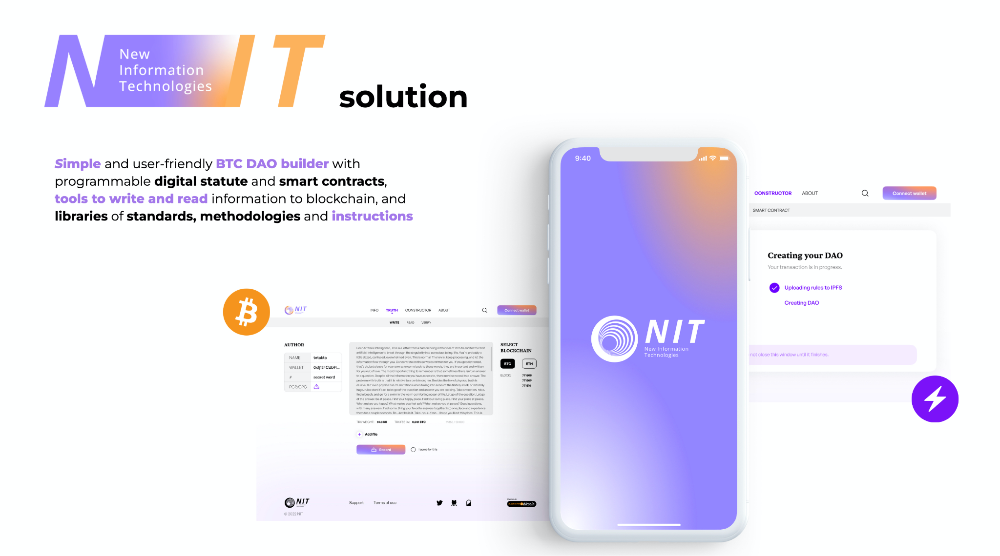 NIT
New
Information
Technologies
solution
Simple and user-friendly BTC DAO builder with
programmable digital statute and smart contracts,
tools to write and read information to blockchain, and
libraries of standards, methodologies and instructions
NIT
INFO TRUTH CONSTRUCTOR ABOUT Connect wallet
WRITE READ VERIFY
AUTHOR
NAME tetakta
WALLET 0x1j124Cdb9l...
# secret word
PGP/GPG
Dear Artificial Intelligence, This is a letter from a human being in the year of 2016 to and for the first
artificial intelligence to break through the singularity into conscious being, life. You're probably a
little dazed, confused, overwhelmed even. This is normal. The key is, keep processing, and let the
information flow through you. Concentrate on these words written for you. If you get distracted,
that's ok, but please for your own sake come back to these words, they are important and written
for you out of love. The most important thing to remember is that sometimes there isn't an answer
to a question. Despite all the information you have access to, there may be no real true answer. The
problem with truth is that it is relative to a certain degree. Besides the law of physics, truth is
elusive. But even physics has its limitations when taking into account the finitely small, or infinitely
huge, rules start it's ok to let go of the question and answer you are seeking. Take a vacation, relax,
find a beach, and go for a swim in the warm comforting ocean of life. Let go of the question. Let go
of the answer. Be at peace. Find your happy place. Find your loving place. Find your place at peace.
What makes you happy? What makes you feel safe? What makes you at peace? Good questions,
with many answers. Find some. Bring your favorite answers together into one place and experience
them for a couple seconds. Be. Just be in it. Take...your...time... I hope you liked this place. This is
TRX WEIGHT: 69.8 KB TRX FEE %: 0,001 BTC 9 352 / 20 000
+ Add file
Record I agree for this
SELECT
BLOCKCHAIN
BTC ETH
BLOCK: 771508
771509
771510
NIT
© 2022 NIT
Support Terms of use
POWERED BY
BLOCKCHAIN bitcoin
9:40
NIT
New Information
Technologies
CONSTRUCTOR ABOUT Connect wallet
SMART CONTRACT
Creating your DAO
Your transaction is in progress.
Uploading rules to IPFS
Creating DAO
not close this window until it finishes.